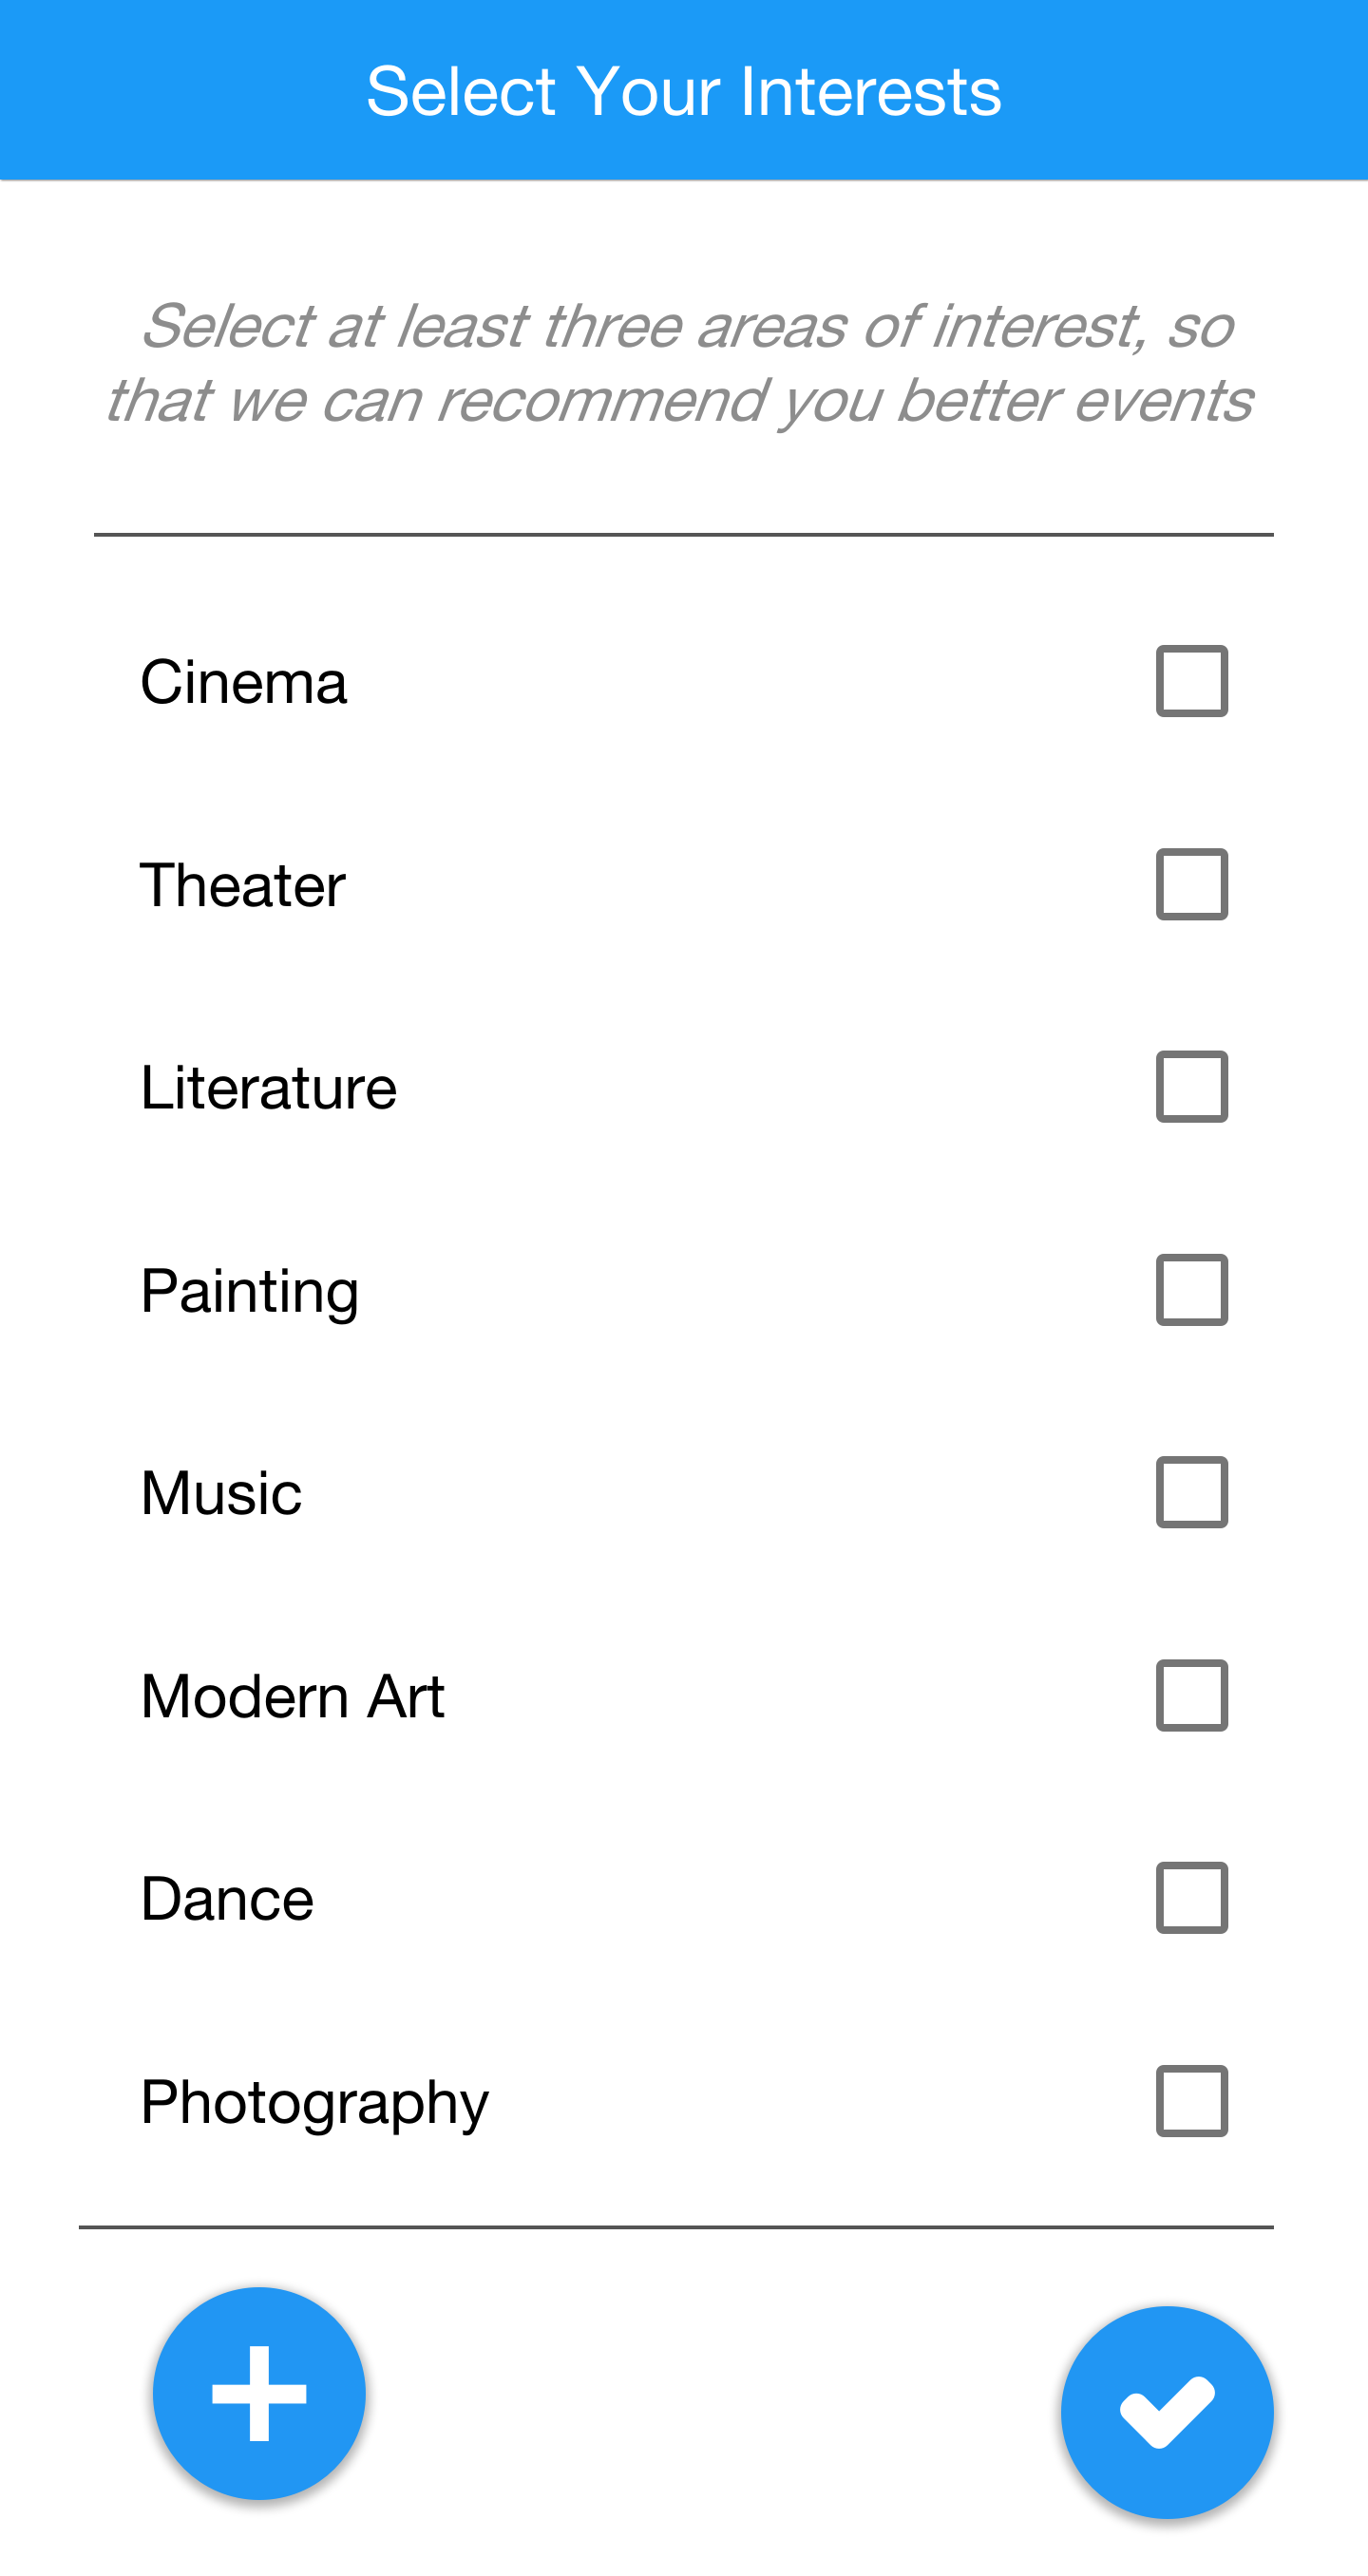 Select Your Interests
Select at least three areas of interest, so
that we can recommend you better events
Cinema
Theater
Literature
Painting
Music
Modern Art
Dance
Photography